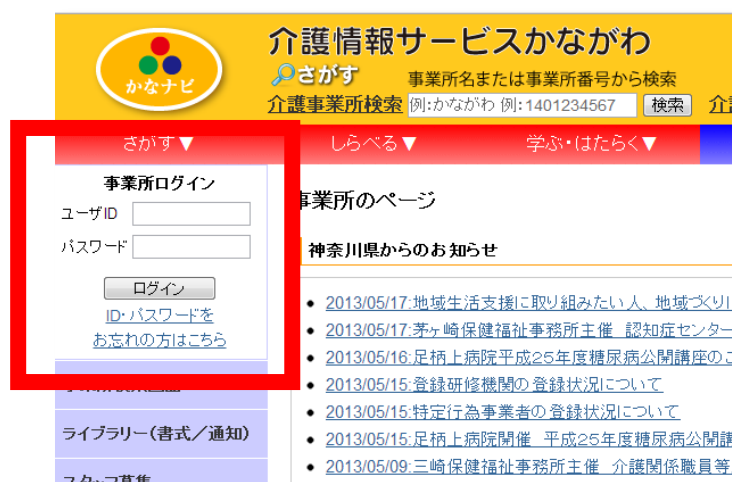 かなナビ
介護情報サービスかながわ
さがす 事業所名または事業所番号から検索
介護事業所検索 例:かながわ 例:1401234567 検索
さがす▼ しらべる▼ 学ぶ・はたらく▼
事業所ログイン
ユーザID
パスワード
ログイン
ID・パスワードを
お忘れの方はこちら
ライブラリー(書式/通知)
スタッフ募集
事業所のページ
神奈川県からのお知らせ
2013/05/17:地域生活支援に取り組みたい人、地域づくり
2013/05/17:茅ヶ崎保健福祉事務所主催 認知症センター
2013/05/16:足柄上病院平成25年度糖尿病公開講座のご
2013/05/15:登録研修機関の登録状況について
2013/05/15:特定行為事業者の登録状況について
2013/05/15:足柄上病院開催 平成25年度糖尿病公開講
2013/05/09:三崎保健福祉事務所主催 介護関係職員等